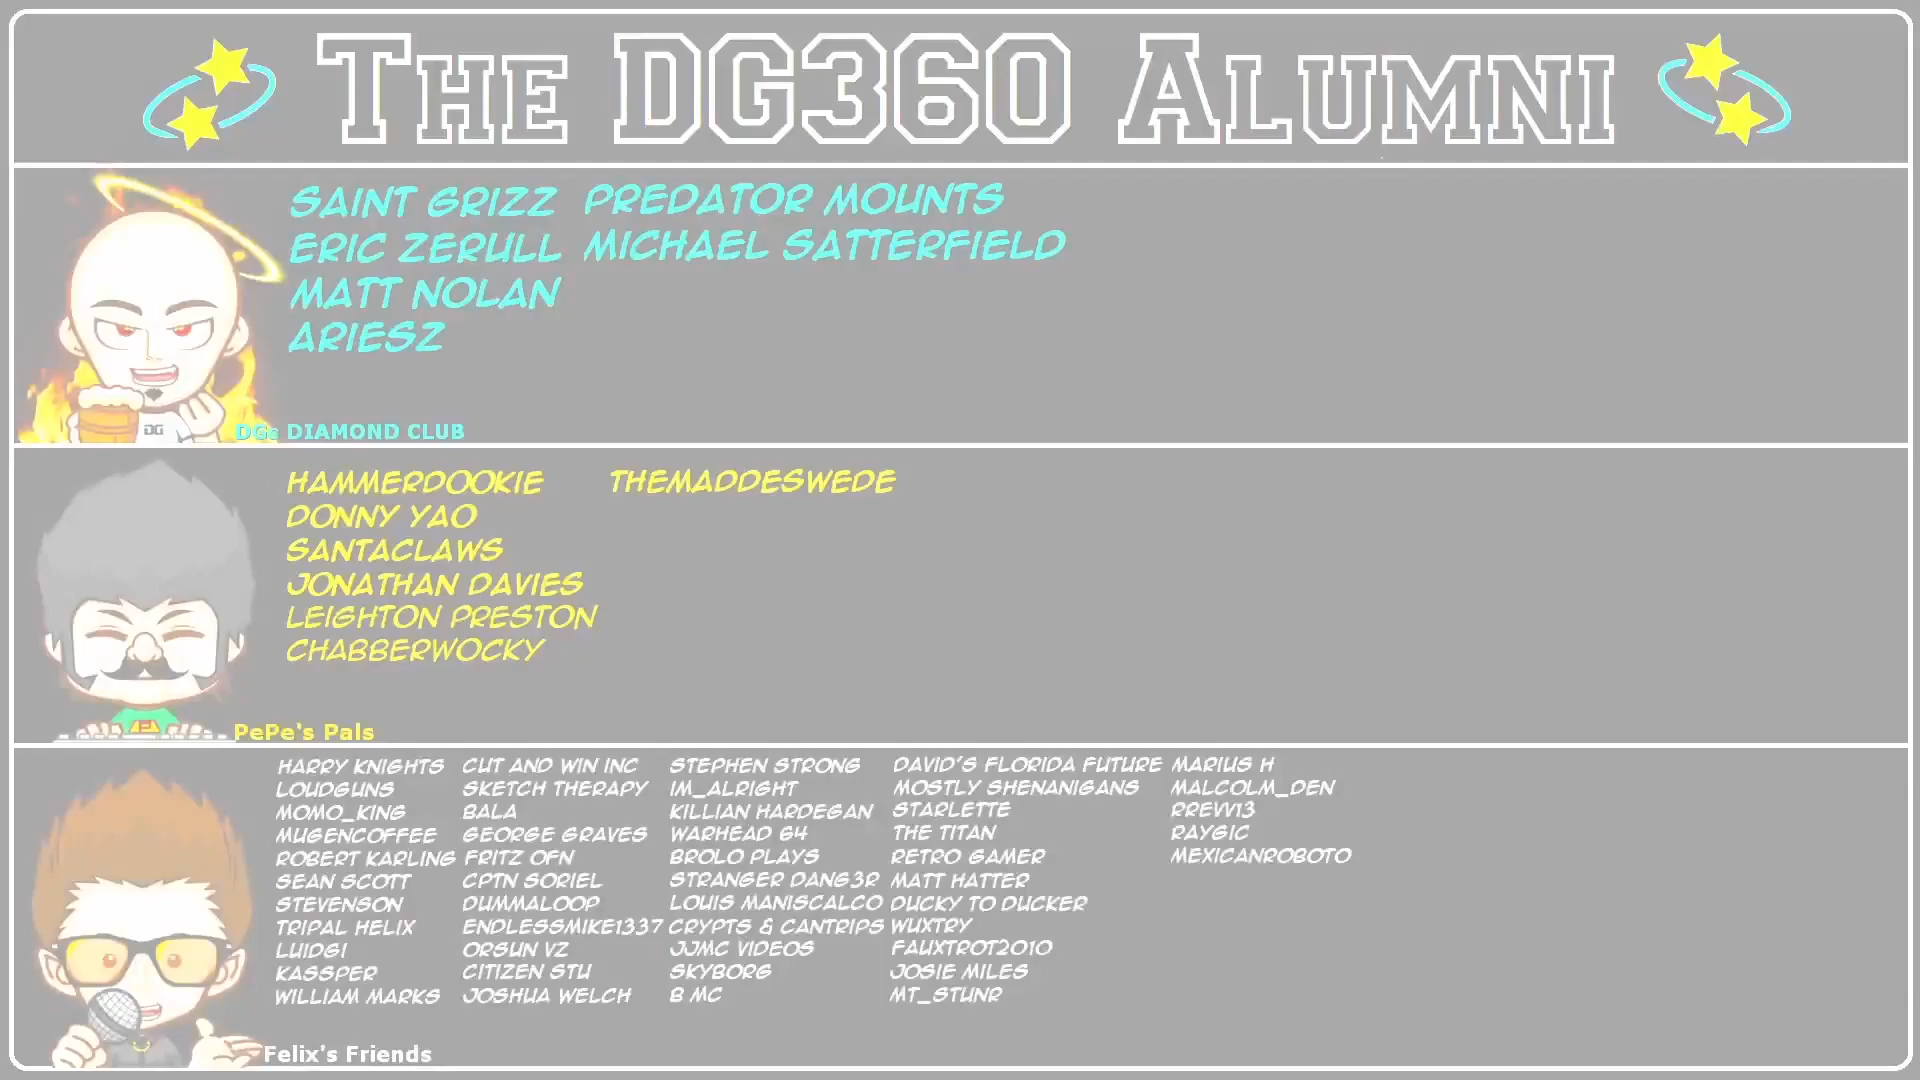 THE DG360 ALUMNI
SAINT GRIZZ
ERIC ZERULL
MATT NOLAN
ARIESZ
PREDATOR MOUNTS
MICHAEL SATTERFIELD
DG
DGs DIAMOND CLUB
HAMMERDOOKIE
DONNY YAO
SANTACLAWS
JONATHAN DAVIES
LEIGHTON PRESTON
CHABBERWOCKY
THEMADDESWEDE
PePe's Pals
HARRY KNIGHTS
LOUDGUNS
MOMO_KING
MUGENCOFFEE
ROBERT KARLING
SEAN SCOTT
STEVENSON
TRIPAL HELIX
LUIDGI
KASSPER
WILLIAM MARKS
CUT AND WIN INC
SKETCH THERAPY
BALA
GEORGE GRAVES
FRITZ OFN
CPTN SORIEL
DUMMALOOP
ENDLESSMIKE1337
ORSUN VZ
CITIZEN STU
JOSHUA WELCH
STEPHEN STRONG
IM_ALRIGHT
KILLIAN HARDEGAN
WARHEAD 64
BROLO PLAYS
STRANGER DANG3R
LOUIS MANISCALCO
CRYPTS & CANTRIPS
JJMC VIDEOS
SKYBORG
B MC
DAVID'S FLORIDA FUTURE
MOSTLY SHENANIGANS
STARLETTE
THE TITAN
RETRO GAMER
MATT HATTER
DUCKY TO DUCKER
WUXTRY
FAUXTROT2010
JOSIE MILES
MT_STUNR
MARIUS H
MALCOLM_DEN
RREVV13
RAYGIC
MEXICANROBOTO
Felix's Friends